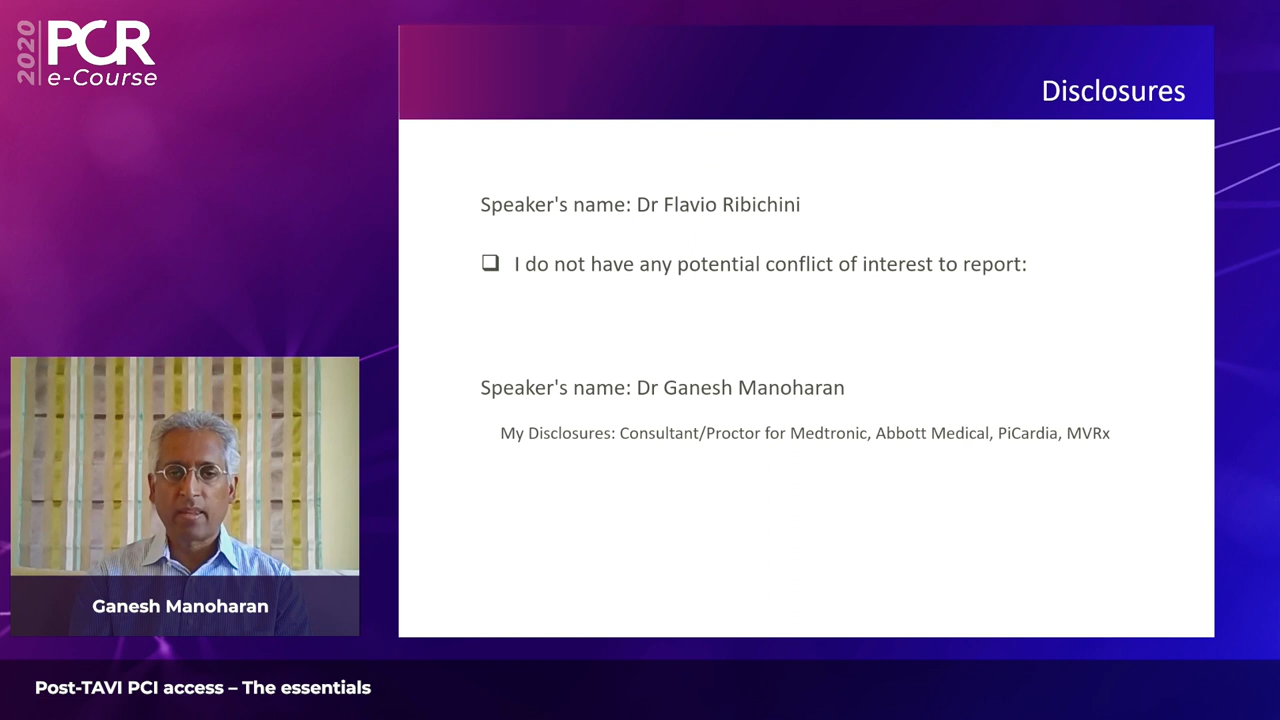 2020
PCR
e-Course
Disclosures
Speaker's name: Dr Flavio Ribichini
❑ I do not have any potential conflict of interest to report:
Speaker's name: Dr Ganesh Manoharan
My Disclosures: Consultant/Proctor for Medtronic, Abbott Medical, PiCardia, MVRx
Ganesh Manoharan
Post-TAVI PCI access – The essentials